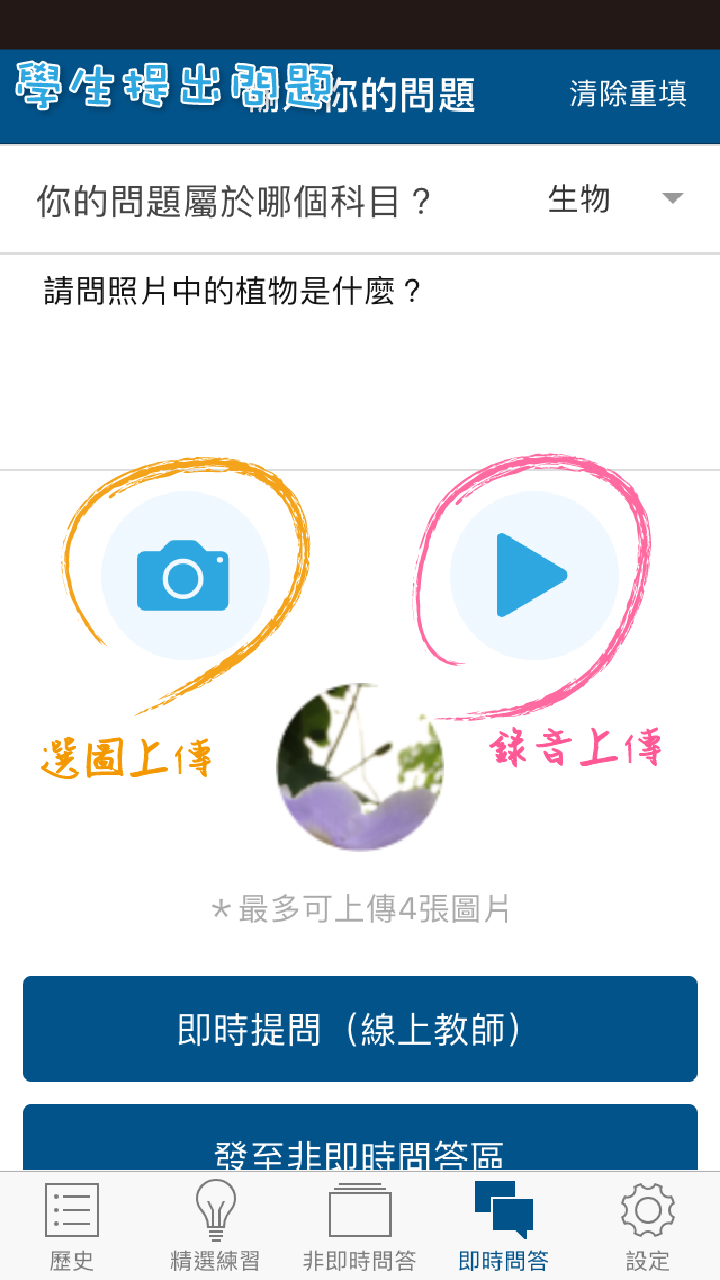 學生提出問題
你的問題
清除重填
你的問題屬於哪個科目？
生物
請問照片中的植物是什麼？
選圖上傳
錄音上傳
＊最多可上傳4張圖片
即時提問（線上教師）
發至非即時問答區
歷史
精選練習
非即時問答
即時問答
設定